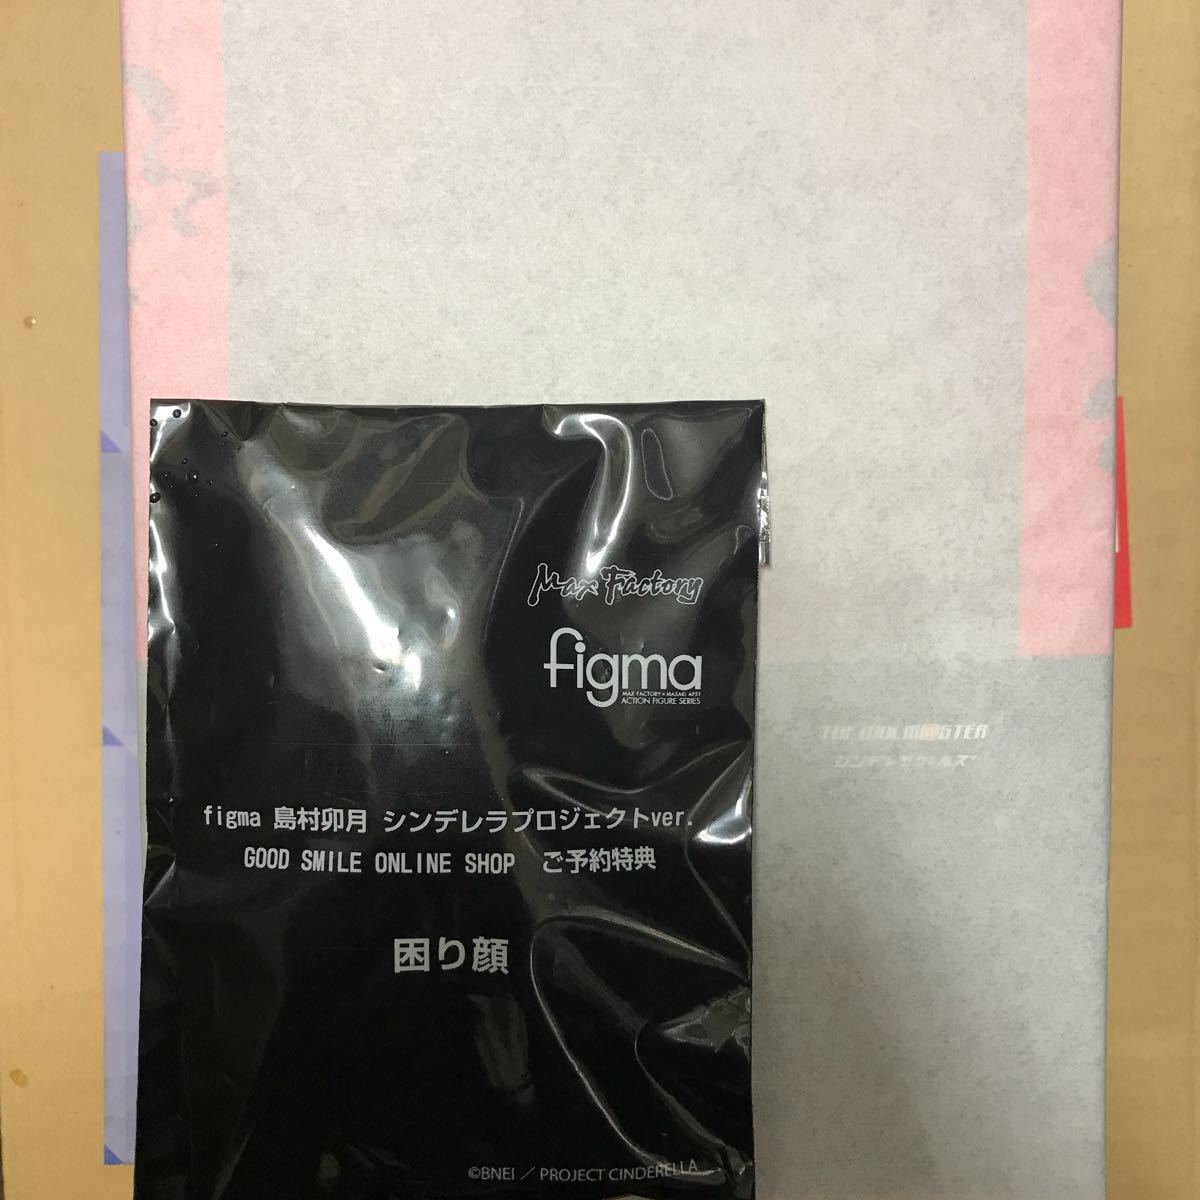 Max Factory
figma
MAX FACTORY × MASAKI APSY
ACTION FIGURE SERIES
THE IDOLM@STER
シンデレラガールズ
figma 島村卯月 シンデレラプロジェクトver.
GOOD SMILE ONLINE SHOP ご予約特典
困り顔
©BNEI／PROJECT CINDERELLA